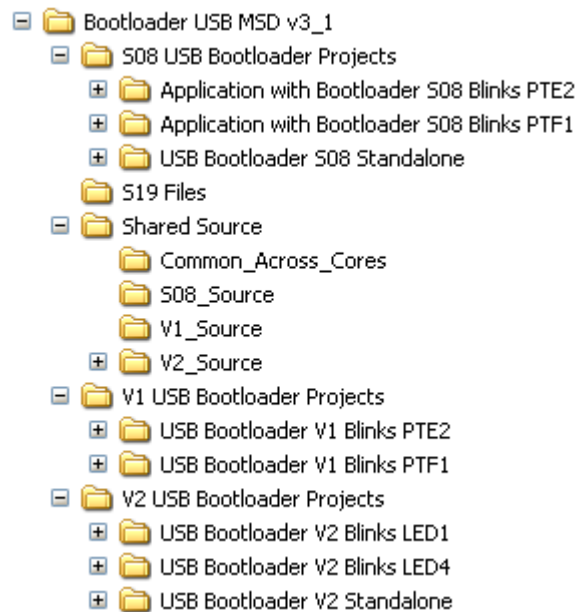 Bootloader USB MSD v3_1
S08 USB Bootloader Projects
Application with Bootloader S08 Blinks PTE2
Application with Bootloader S08 Blinks PTF1
USB Bootloader S08 Standalone
S19 Files
Shared Source
Common_Across_Cores
S08_Source
V1_Source
V2_Source
V1 USB Bootloader Projects
USB Bootloader V1 Blinks PTE2
USB Bootloader V1 Blinks PTF1
V2 USB Bootloader Projects
USB Bootloader V2 Blinks LED1
USB Bootloader V2 Blinks LED4
USB Bootloader V2 Standalone